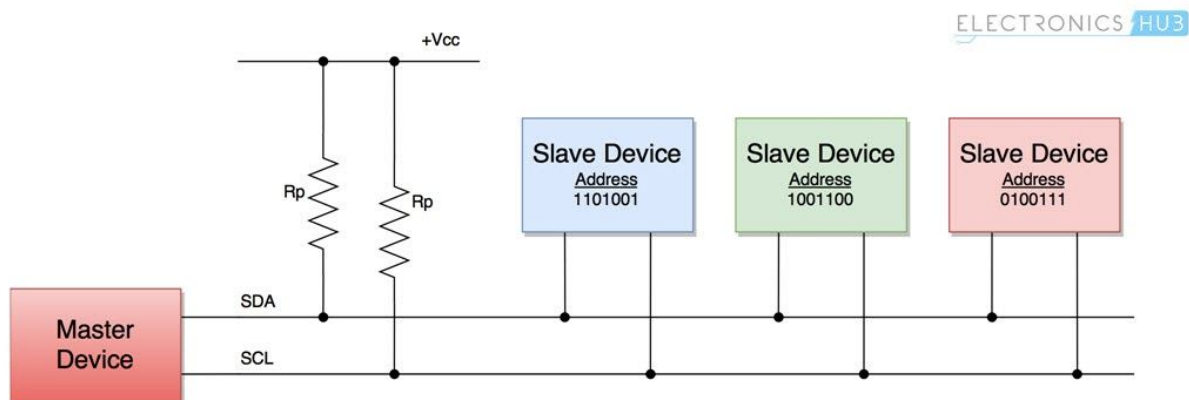 ELECTRONICS HUB
+Vcc
Slave Device
Address
1101001
Slave Device
Address
1001100
Slave Device
Address
0100111
Rp
Rp
SDA
Master
Device
SCL